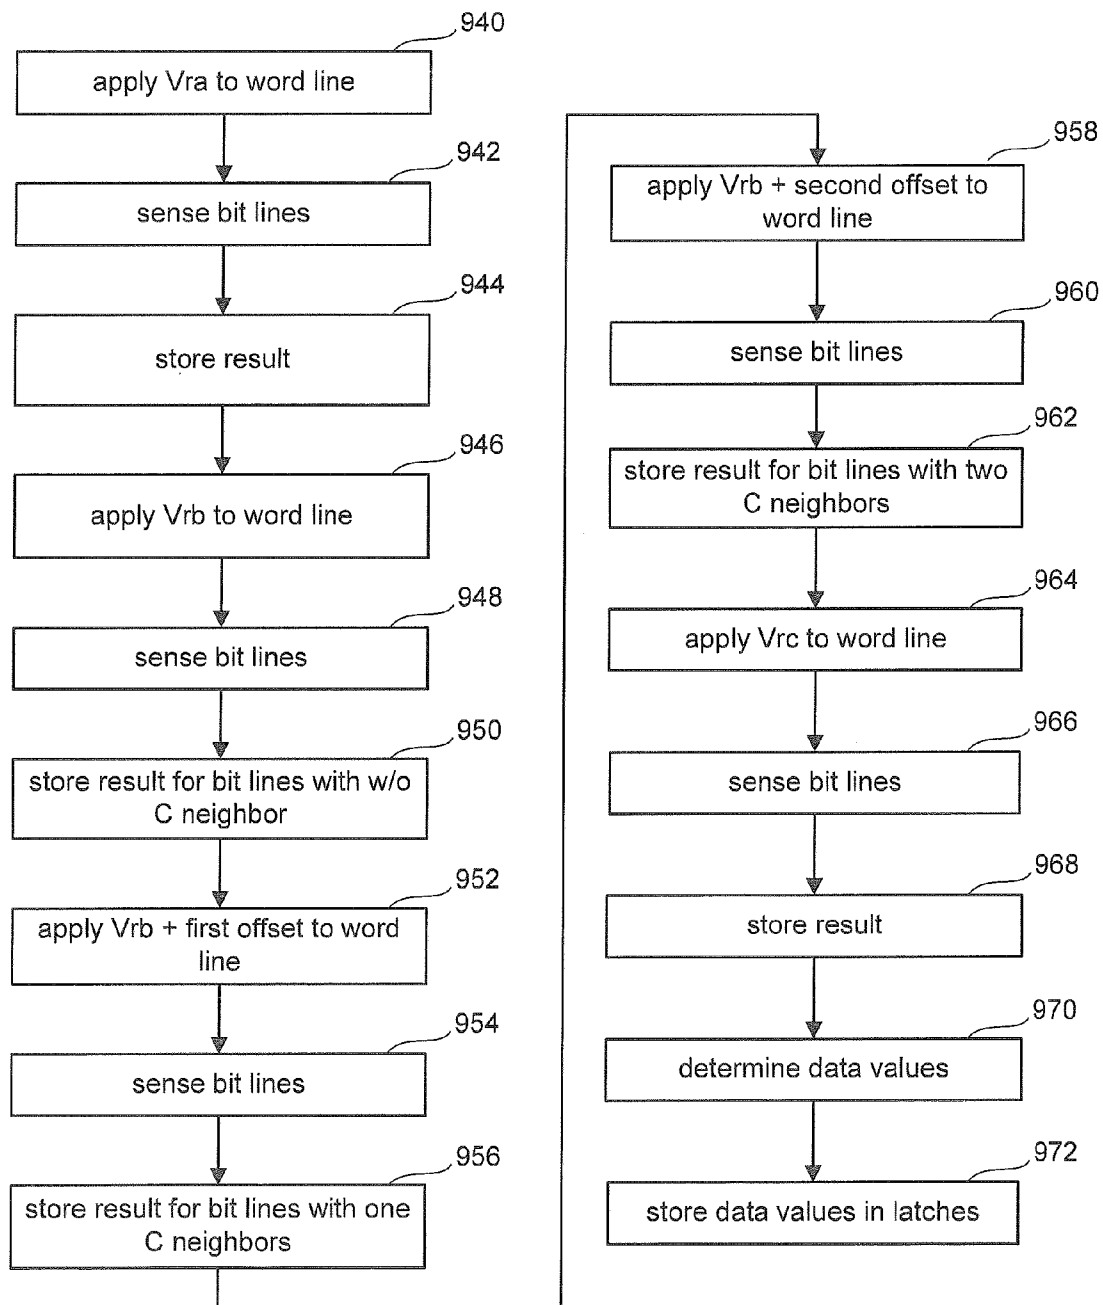 940
apply Vra to word line
942
sense bit lines
944
store result
946
apply Vrb to word line
948
sense bit lines
950
store result for bit lines with w/o
C neighbor
952
apply Vrb + first offset to word
line
954
sense bit lines
956
store result for bit lines with one
C neighbors
958
apply Vrb + second offset to
word line
960
sense bit lines
962
store result for bit lines with two
C neighbors
964
apply Vrc to word line
966
sense bit lines
968
store result
970
determine data values
972
store data values in latches